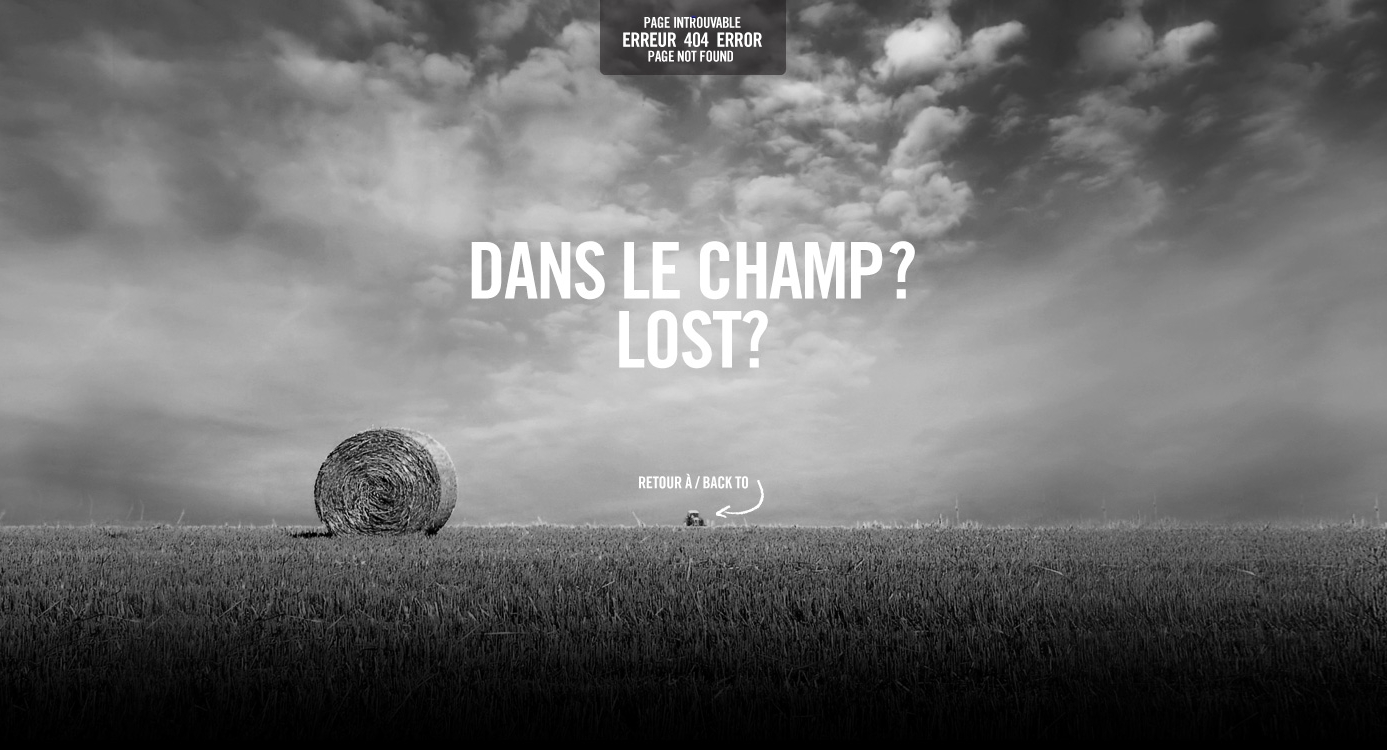 PAGE INTROUVABLE
ERREUR 404 ERROR
PAGE NOT FOUND
DANS LE CHAMP?
LOST?
RETOUR À / BACK TO